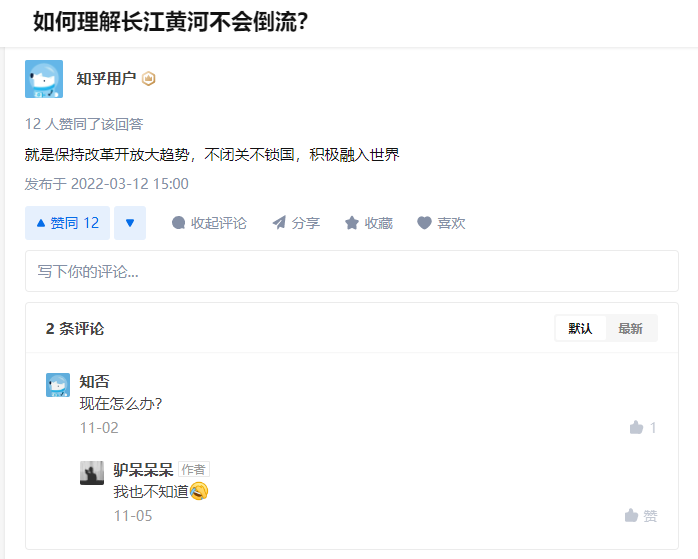 如何理解长江黄河不会倒流?
知乎用户
12 人赞同了该回答
就是保持改革开放大趋势，不闭关不锁国，积极融入世界
发布于 2022-03-12 15:00
赞同 12 收起评论 分享 收藏 喜欢
写下你的评论...
2 条评论 默认 最新
知否
现在怎么办?
11-02 1
驴呆呆呆 作者
我也不知道
11-05 赞